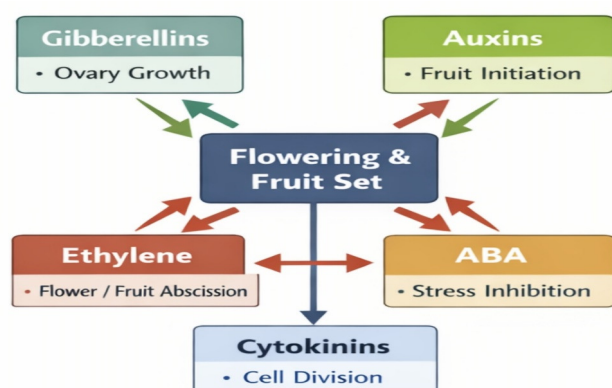 Gibberellins
• Ovary Growth
Auxins
• Fruit Initiation
Flowering &
Fruit Set
Ethylene
• Flower / Fruit Abscission
ABA
• Stress Inhibition
Cytokinins
• Cell Division